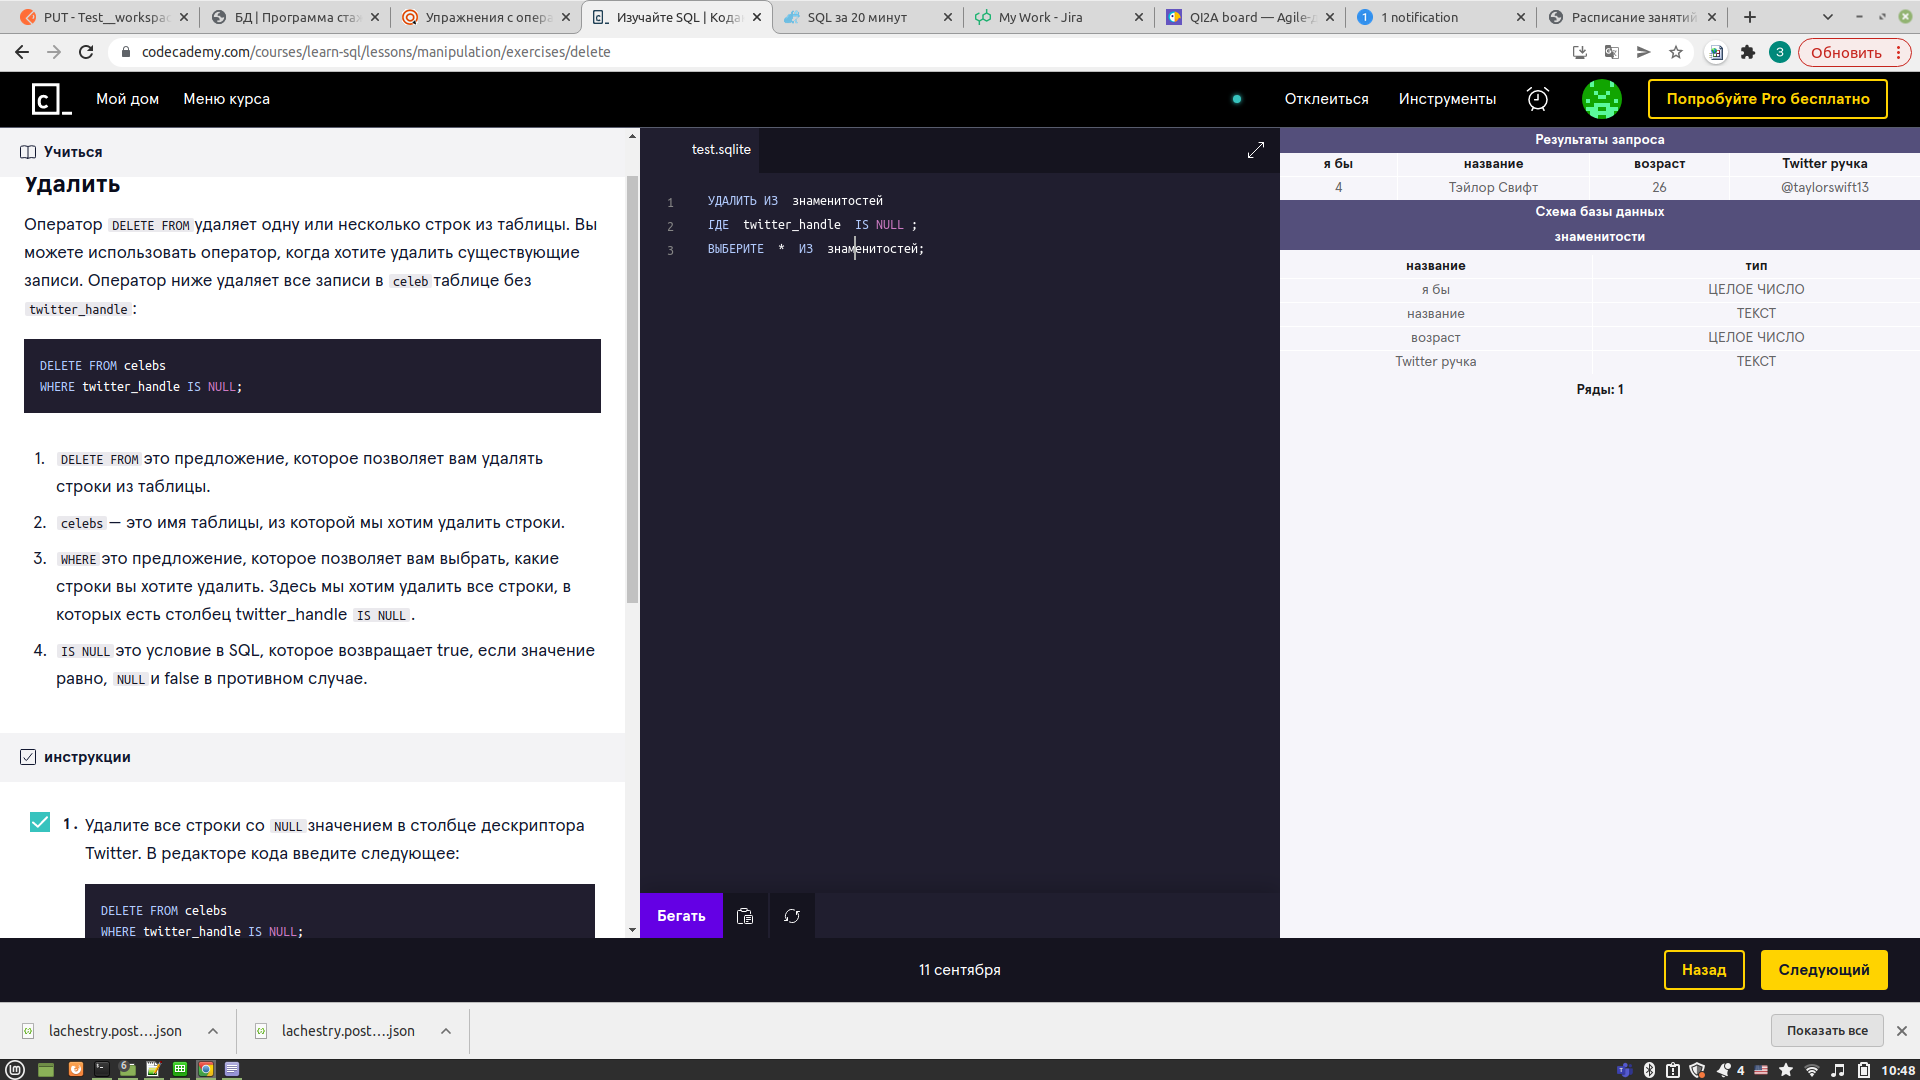 PUT - Test__workspac
БД | Программа ста
Упражнения с опера
Изучайте SQL | Кода
SQL за 20 минут
My Work - Jira
QI2A board — Agile-д
1 notification
Расписание занятий
codecademy.com/courses/learn-sql/lessons/manipulation/exercises/delete
З
Обновить
Мой дом
Меню курса
Отклеиться
Инструменты
Попробуйте Pro бесплатно
Учиться
Удалить
Оператор DELETE FROM удаляет одну или несколько строк из таблицы. Вы
можете использовать оператор, когда хотите удалить существующие
записи. Оператор ниже удаляет все записи в celeb таблице без
twitter_handle :
DELETE FROM celebs
WHERE twitter_handle IS NULL;
1. DELETE FROM это предложение, которое позволяет вам удалять
строки из таблицы.
2. celebs — это имя таблицы, из которой мы хотим удалить строки.
3. WHERE это предложение, которое позволяет вам выбрать, какие
строки вы хотите удалить. Здесь мы хотим удалить все строки, в
которых есть столбец twitter_handle IS NULL .
4. IS NULL это условие в SQL, которое возвращает true, если значение
равно, NULL и false в противном случае.
инструкции
1. Удалите все строки со NULL значением в столбце дескриптора
Twitter. В редакторе кода введите следующее:
DELETE FROM celebs
WHERE twitter_handle IS NULL;
test.sqlite
1 УДАЛИТЬ ИЗ знаменитостей
2 ГДЕ twitter_handle IS NULL ;
3 ВЫБЕРИТЕ * ИЗ знаменитостей;
Бегать
Результаты запроса
я бы название возраст Twitter ручка
4 Тэйлор Свифт 26 @taylorswift13
Схема базы данных
знаменитости
название тип
я бы ЦЕЛОЕ ЧИСЛО
название ТЕКСТ
возраст ЦЕЛОЕ ЧИСЛО
Twitter ручка ТЕКСТ
Ряды: 1
11 сентября
Назад
Следующий
lachestry.post....json
lachestry.post....json
Показать все
4
10:48